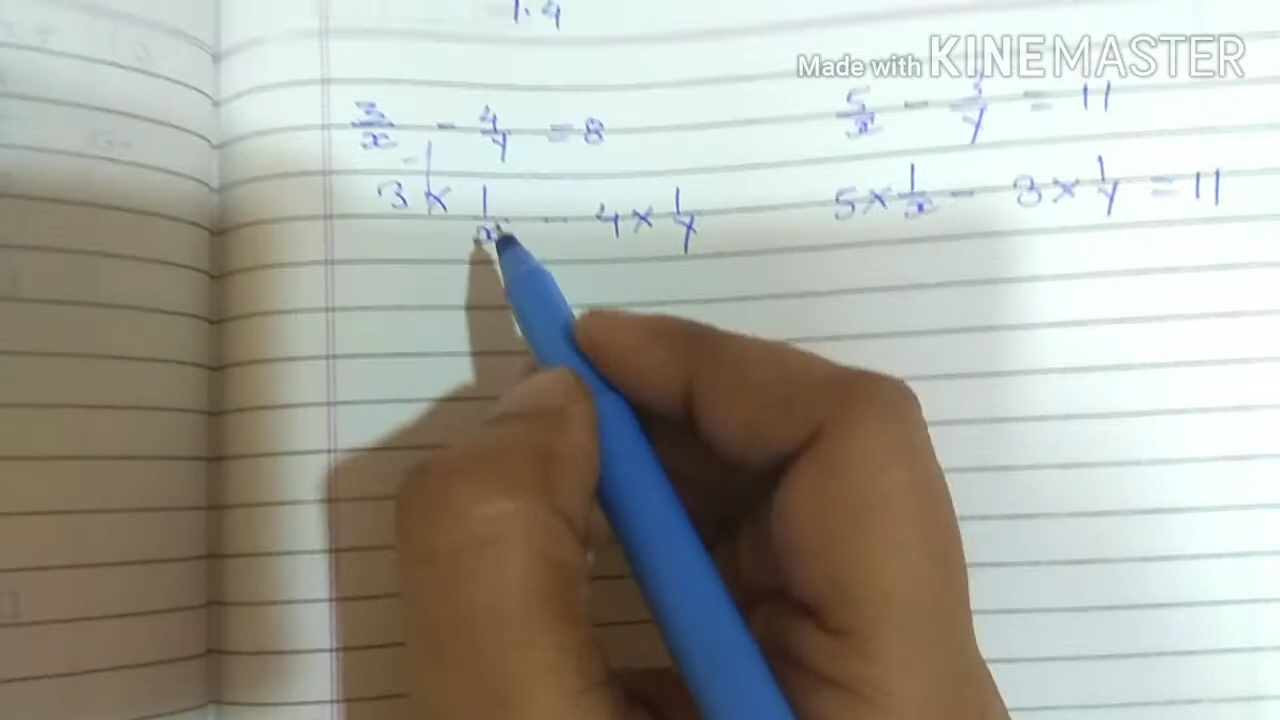 1.4
Made with KINEMASTER
3/x - 4/y = 8
5/x - 3/y = 11
3 × 1/x - 4 × 1/y
5 × 1/x - 3 × 1/y = 11